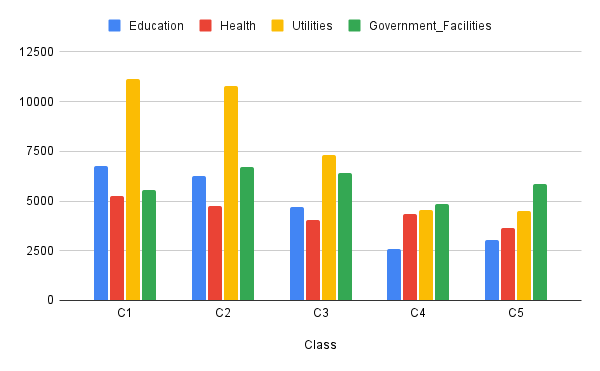 Education Health Utilities Government_Facilities
12500
10000
7500
5000
2500
0
C1 C2 C3 C4 C5
Class